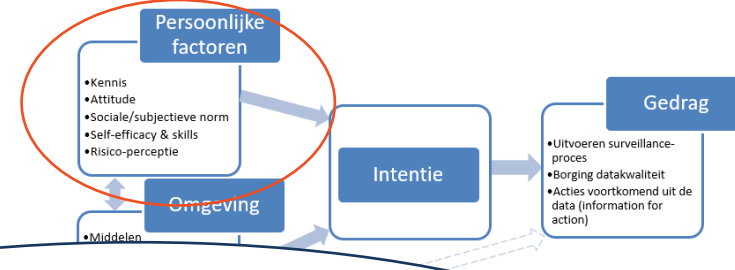 Persoonlijke
factoren
•Kennis
•Attitude
•Sociale/subjectieve norm
•Self-efficacy & skills
•Risico-perceptie
Omgeving
•Middelen
Intentie
Gedrag
•Uitvoeren surveillance-
proces
•Borging datakwaliteit
•Acties voortkomend uit de
data (information for
action)